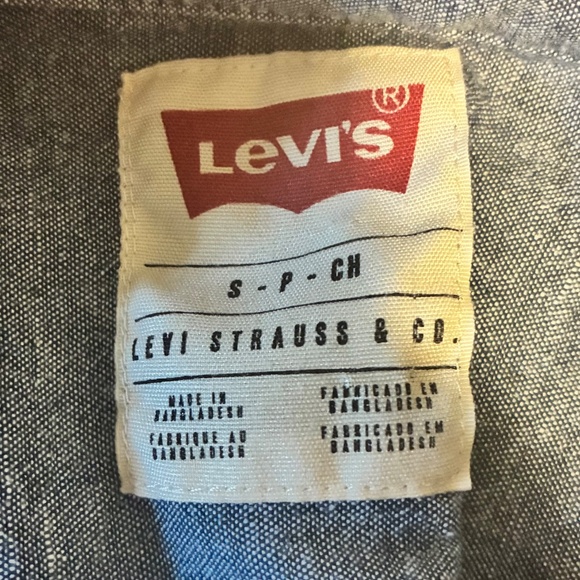 LEVI'S ®
S - P - CH
LEVI STRAUSS & CO.
MADE IN
BANGLADESH
FABRIQUE AU
BANGLADESH
FABRICADO EN
BANGLADESH
FABRICADO EM
BANGLADESH